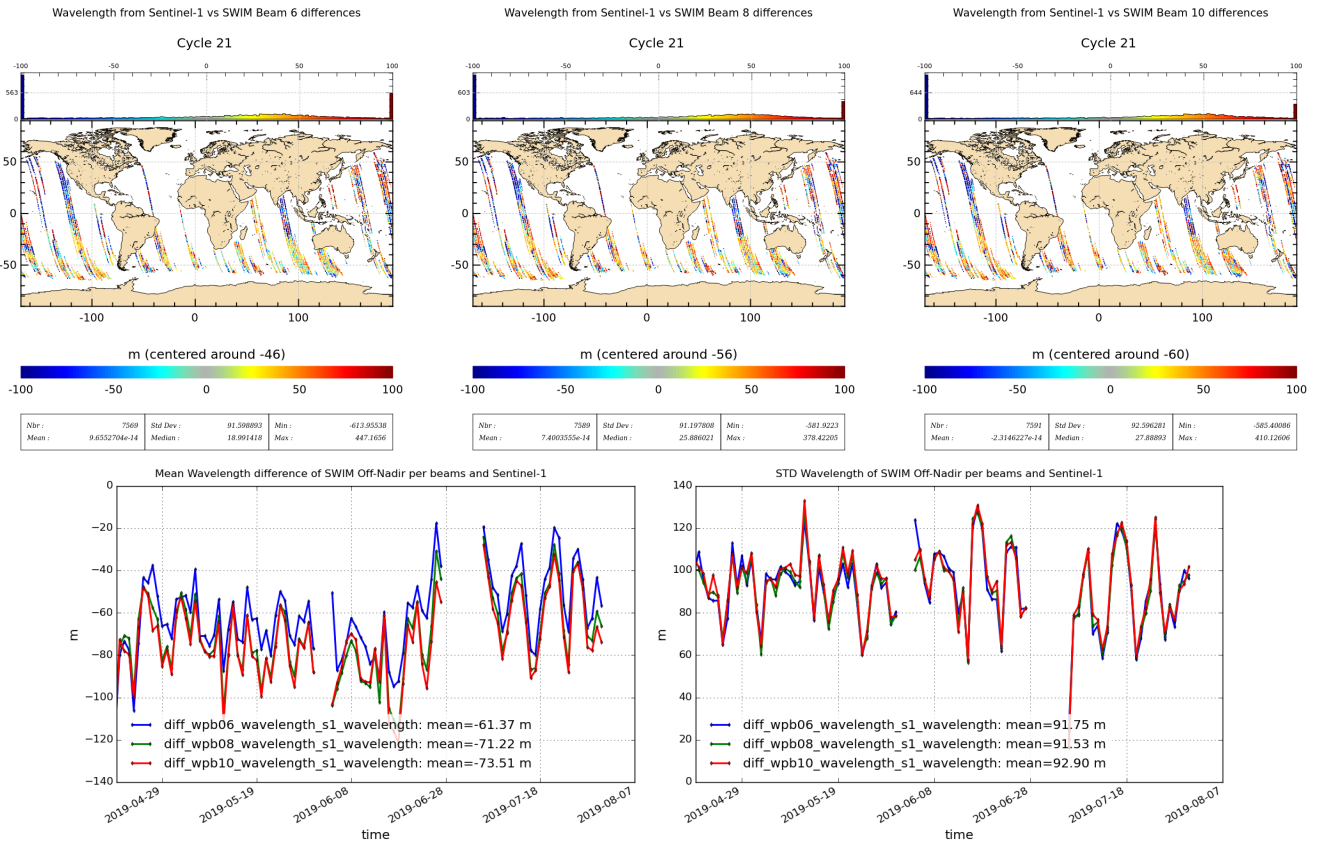 Wavelength from Sentinel-1 vs SWIM Beam 6 differences
Cycle 21
-100 -50 0 50 100
563
0
50
0
-50
-100 0 100
m (centered around -46)
-100 -50 0 50 100
Nbr : 7569 Std Dev : 91.598893 Min : -613.95538
Mean : 9.6552704e-14 Median : 18.991418 Max : 447.1656
Wavelength from Sentinel-1 vs SWIM Beam 8 differences
Cycle 21
-100 -50 0 50 100
603
0
50
0
-50
-100 0 100
m (centered around -56)
-100 -50 0 50 100
Nbr : 7589 Std Dev : 91.197808 Min : -581.9223
Mean : 7.4003555e-14 Median : 25.886021 Max : 378.42205
Wavelength from Sentinel-1 vs SWIM Beam 10 differences
Cycle 21
-100 -50 0 50 100
644
0
50
0
-50
-100 0 100
m (centered around -60)
-100 -50 0 50 100
Nbr : 7591 Std Dev : 92.596281 Min : -585.40086
Mean : -2.3146227e-14 Median : 27.88893 Max : 410.12606
Mean Wavelength difference of SWIM Off-Nadir per beams and Sentinel-1
0
−20
−40
−60
−80
−100
−120
−140
m
diff_wpb06_wavelength_s1_wavelength: mean=-61.37 m
diff_wpb08_wavelength_s1_wavelength: mean=-71.22 m
diff_wpb10_wavelength_s1_wavelength: mean=-73.51 m
2019-04-29 2019-05-19 2019-06-08 2019-06-28 2019-07-18 2019-08-07
time
STD Wavelength of SWIM Off-Nadir per beams and Sentinel-1
140
120
100
80
60
40
20
0
m
diff_wpb06_wavelength_s1_wavelength: mean=91.75 m
diff_wpb08_wavelength_s1_wavelength: mean=91.53 m
diff_wpb10_wavelength_s1_wavelength: mean=92.90 m
2019-04-29 2019-05-19 2019-06-08 2019-06-28 2019-07-18 2019-08-07
time